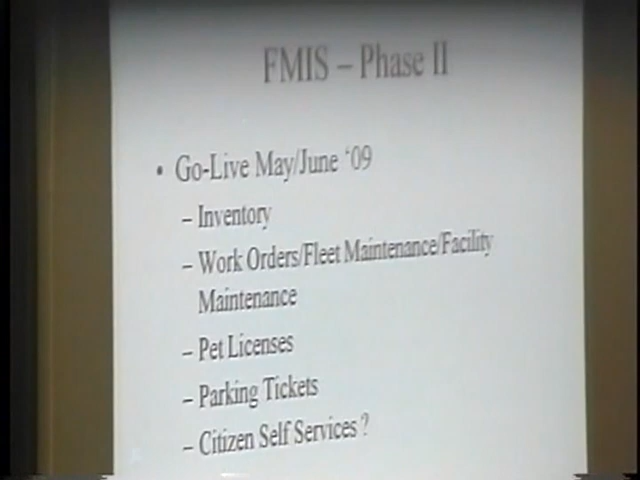 FMIS – Phase II
• Go-Live May/June ‘09
– Inventory
– Work Orders/Fleet Maintenance/Facility
Maintenance
– Pet Licenses
– Parking Tickets
– Citizen Self Services ?